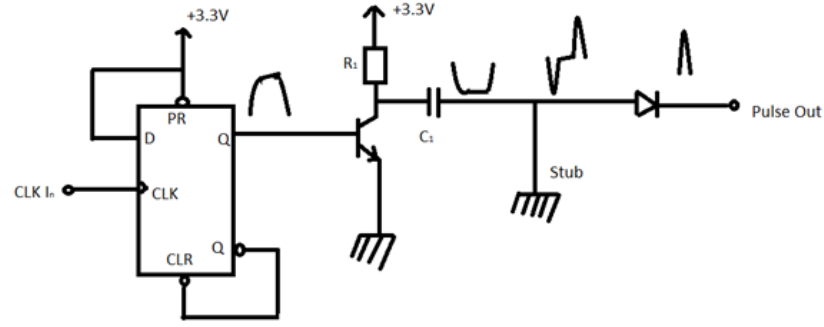 +3.3V
+3.3V
R₁
PR
D
Q
C₁
Pulse Out
CLK Iₙ
CLK
Stub
Q
CLR